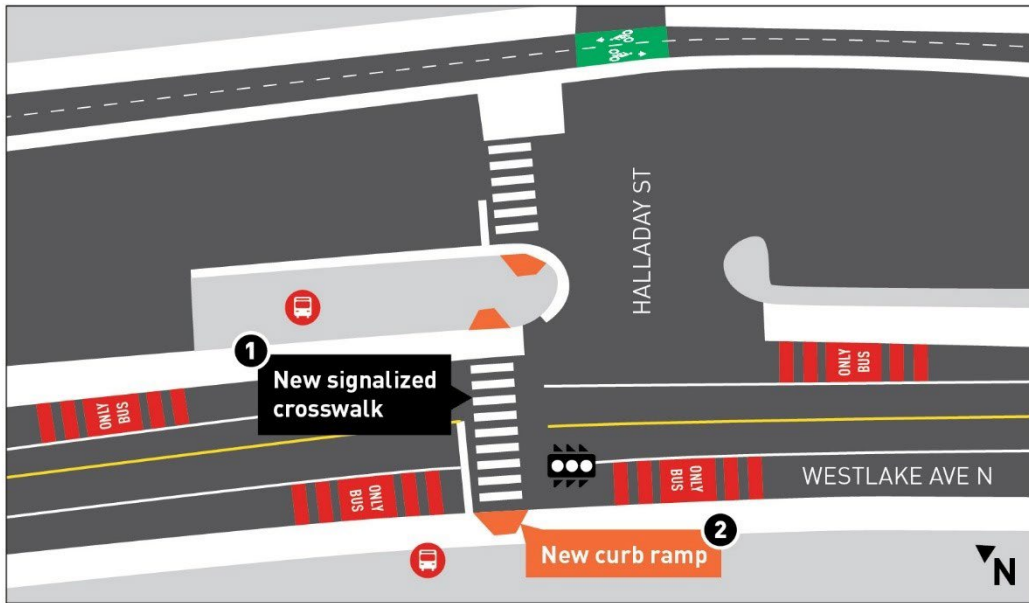 HALLADAY ST
1
New signalized
crosswalk
ONLY
BUS
ONLY
BUS
ONLY
BUS
ONLY
BUS
WESTLAKE AVE N
2
New curb ramp
N